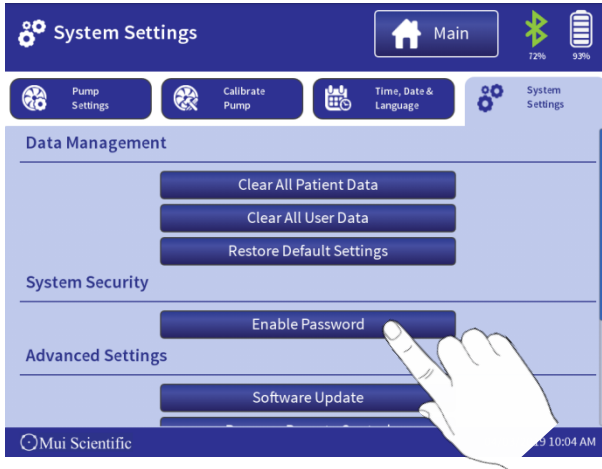 System Settings
Main
72%
93%
Pump
Settings
Calibrate
Pump
Time, Date &
Language
System
Settings
Data Management
Clear All Patient Data
Clear All User Data
Restore Default Settings
System Security
Enable Password
Advanced Settings
Software Update
Mui Scientific
10:04 AM